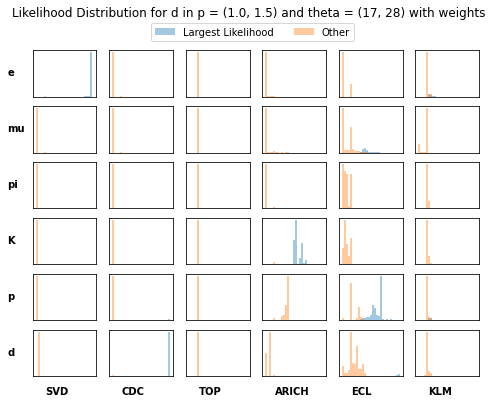 Likelihood Distribution for d in p = (1.0, 1.5) and theta = (17, 28) with weights
Largest Likelihood Other
e
mu
pi
K
p
d
SVD CDC TOP ARICH ECL KLM